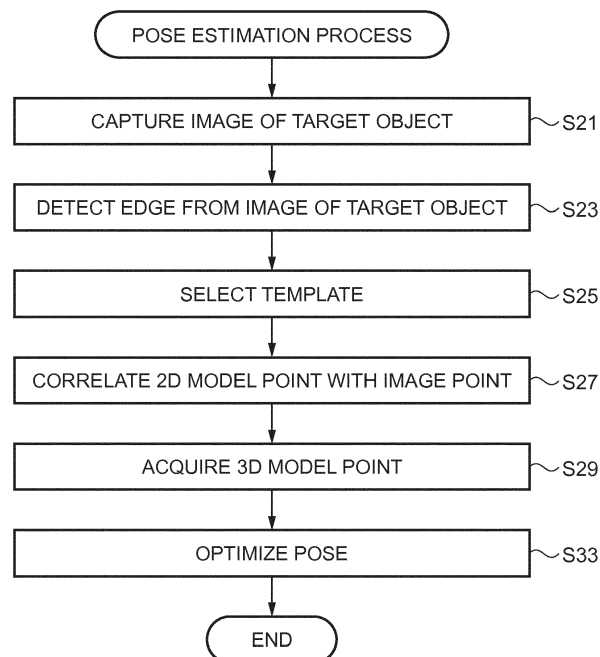 POSE ESTIMATION PROCESS
CAPTURE IMAGE OF TARGET OBJECT
S21
DETECT EDGE FROM IMAGE OF TARGET OBJECT
S23
SELECT TEMPLATE
S25
CORRELATE 2D MODEL POINT WITH IMAGE POINT
S27
ACQUIRE 3D MODEL POINT
S29
OPTIMIZE POSE
S33
END